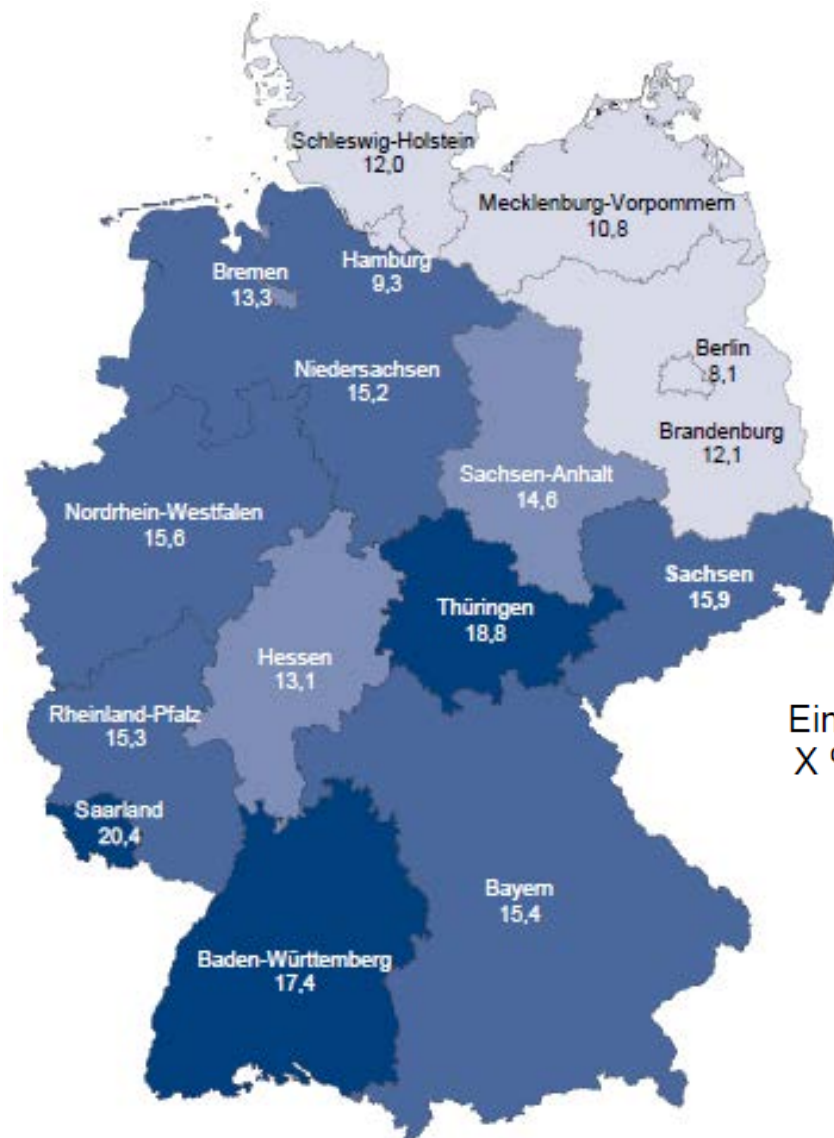 Schleswig-Holstein
12,0
Mecklenburg-Vorpommern
10,8
Hamburg
9,3
Bremen
13,3
Berlin
8,1
Niedersachsen
15,2
Brandenburg
12,1
Sachsen-Anhalt
14,6
Nordrhein-Westfalen
15,6
Sachsen
15,9
Thüringen
18,8
Hessen
13,1
Rheinland-Pfalz
15,3
Ein
X
Saarland
20,4
Bayern
15,4
Baden-Württemberg
17,4